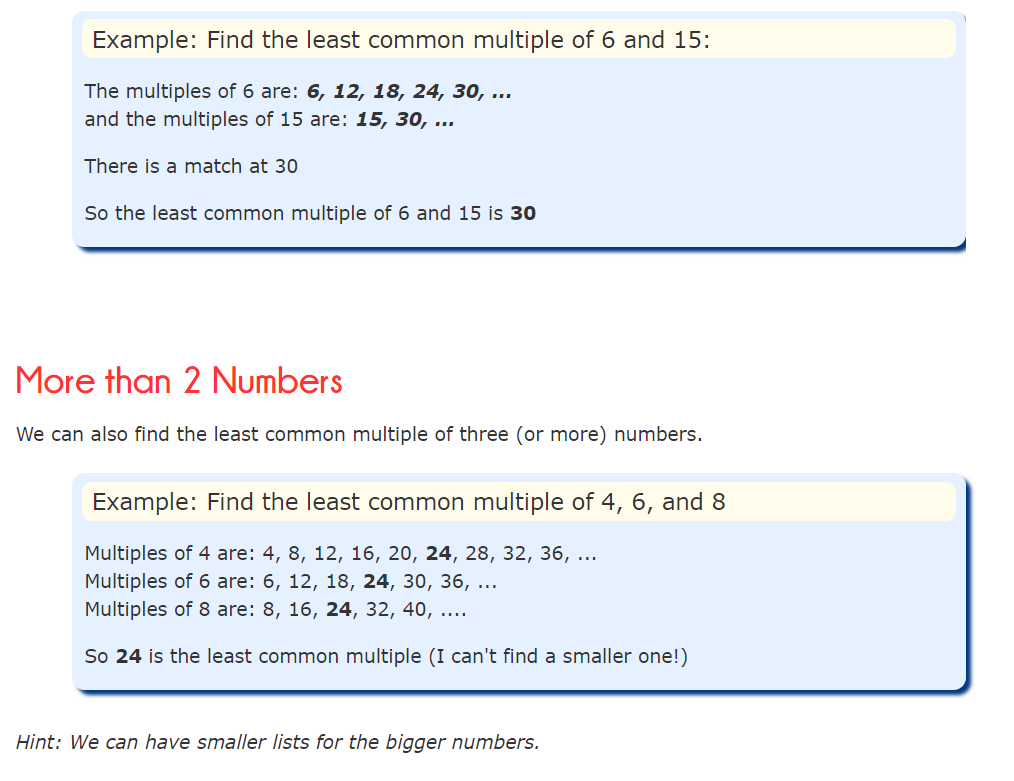 Example: Find the least common multiple of 6 and 15:
The multiples of 6 are: 6, 12, 18, 24, 30, ...
and the multiples of 15 are: 15, 30, ...
There is a match at 30
So the least common multiple of 6 and 15 is 30
More than 2 Numbers
We can also find the least common multiple of three (or more) numbers.
Example: Find the least common multiple of 4, 6, and 8
Multiples of 4 are: 4, 8, 12, 16, 20, 24, 28, 32, 36, ...
Multiples of 6 are: 6, 12, 18, 24, 30, 36, ...
Multiples of 8 are: 8, 16, 24, 32, 40, ....
So 24 is the least common multiple (I can't find a smaller one!)
Hint: We can have smaller lists for the bigger numbers.